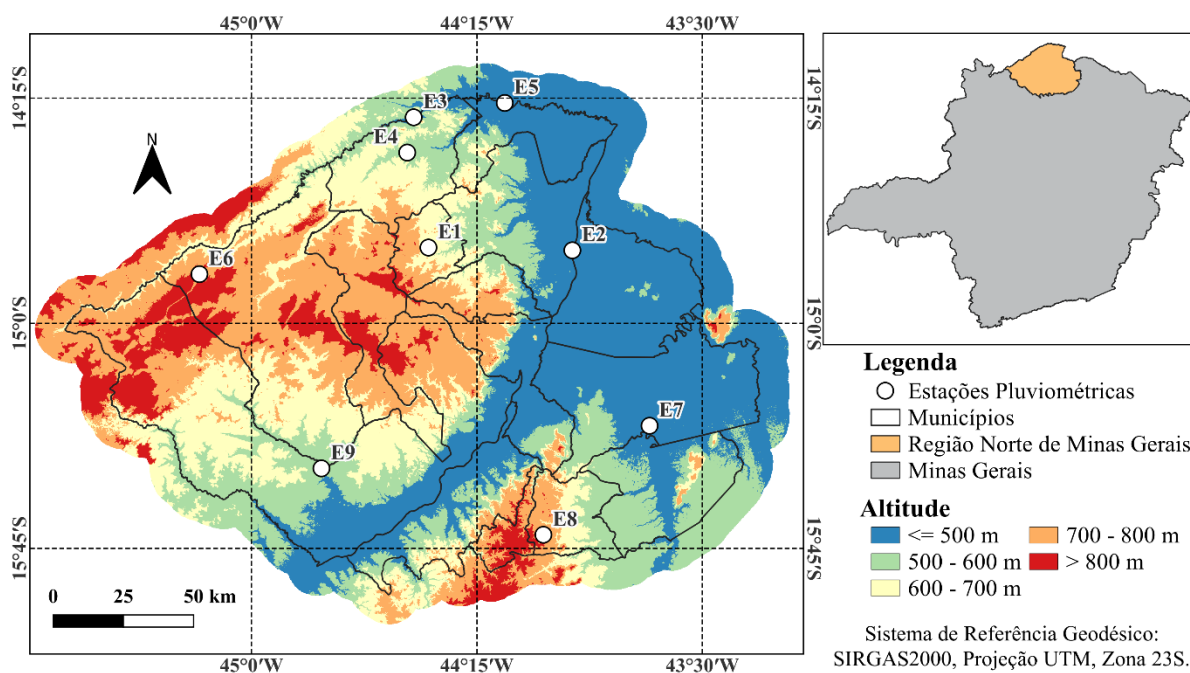 45°0'W 44°15'W 43°30'W
14°15'S
14°15'S
N
E5
E3
E4
E1
E2
E6
15°0'S
15°0'S
E7
E9
E8
15°45'S
15°45'S
0 25 50 km
45°0'W 44°15'W 43°30'W
Legenda
Estações Pluviométricas
Municípios
Região Norte de Minas Gerais
Minas Gerais
Altitude
<= 500 m
700 - 800 m
500 - 600 m
> 800 m
600 - 700 m
Sistema de Referência Geodésico:
SIRGAS2000, Projeção UTM, Zona 23S.